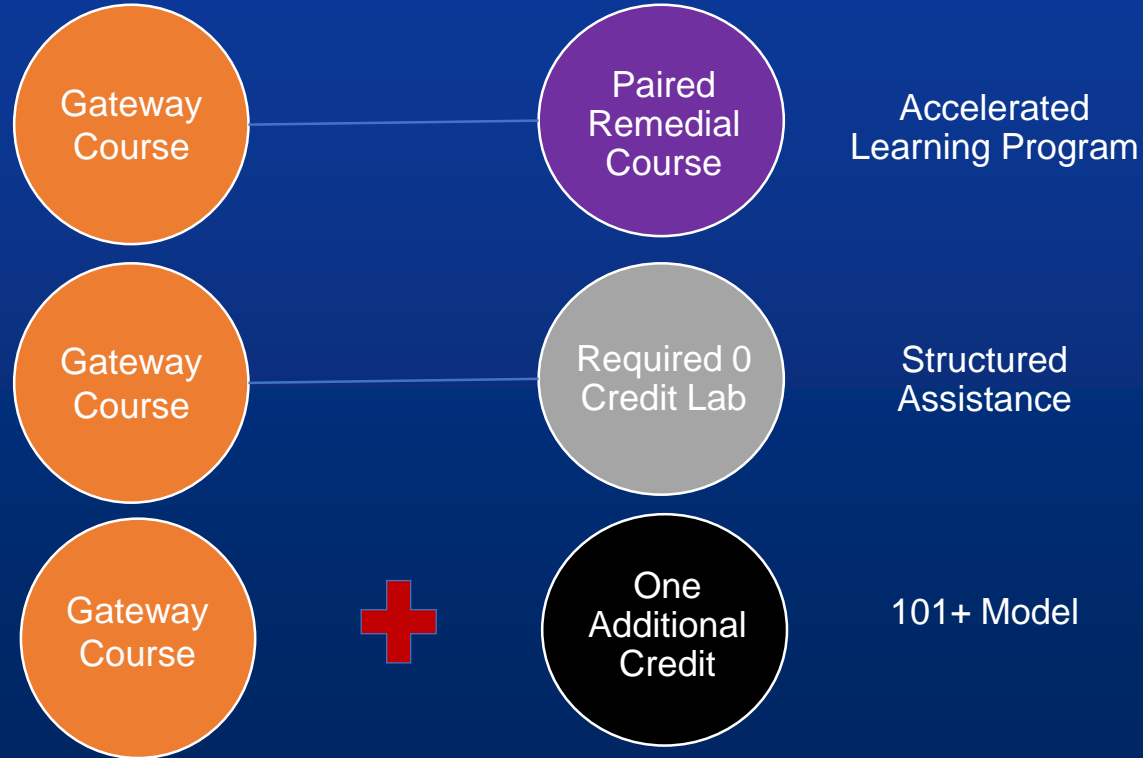 Gateway
Course
Paired
Remedial
Course
Accelerated
Learning Program
Gateway
Course
Required 0
Credit Lab
Structured
Assistance
Gateway
Course
One
Additional
Credit
101+ Model